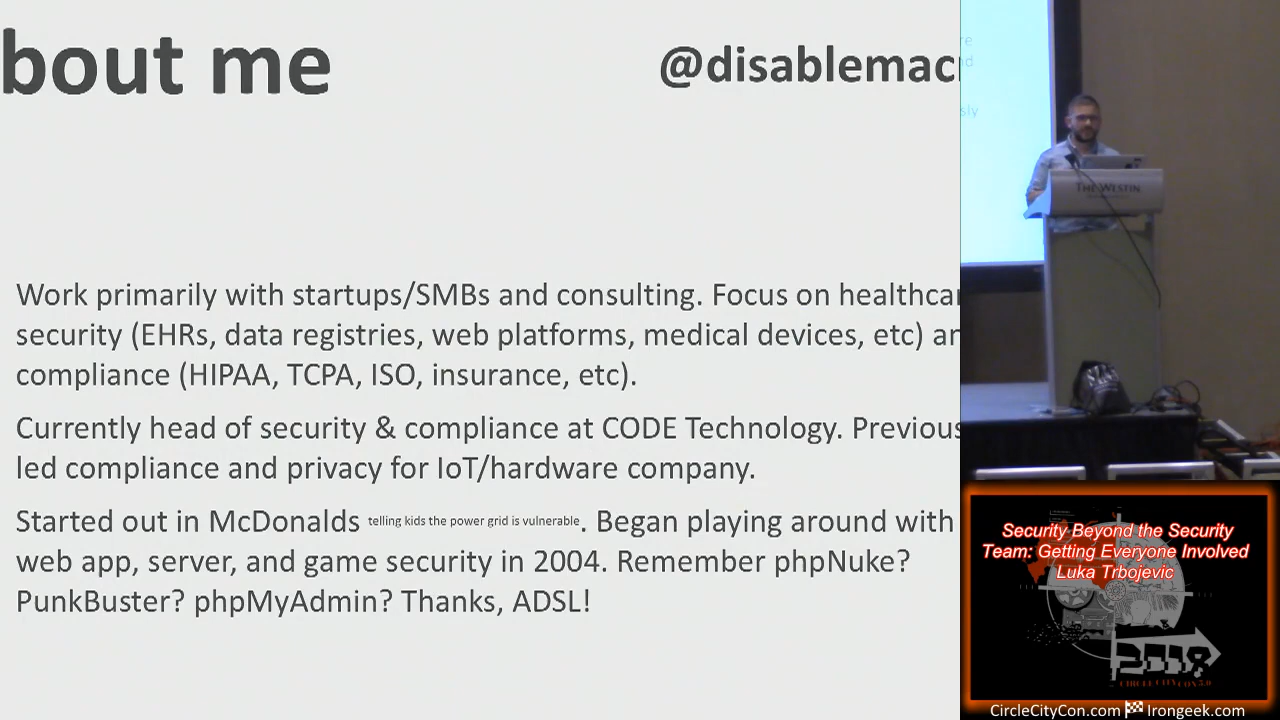 bout me
@disablemac
Work primarily with startups/SMBs and consulting. Focus on healthcar
security (EHRs, data registries, web platforms, medical devices, etc) an
compliance (HIPAA, TCPA, ISO, insurance, etc).
Currently head of security & compliance at CODE Technology. Previous
led compliance and privacy for IoT/hardware company.
Started out in McDonalds telling kids the power grid is vulnerable. Began playing around with
web app, server, and game security in 2004. Remember phpNuke?
PunkBuster? phpMyAdmin? Thanks, ADSL!
THE WESTIN
Security Beyond the Security
Team: Getting Everyone Involved
Luka Trbojevic
2018
CIRCLECITYCON 5.0
CircleCityCon.com Irongeek.com